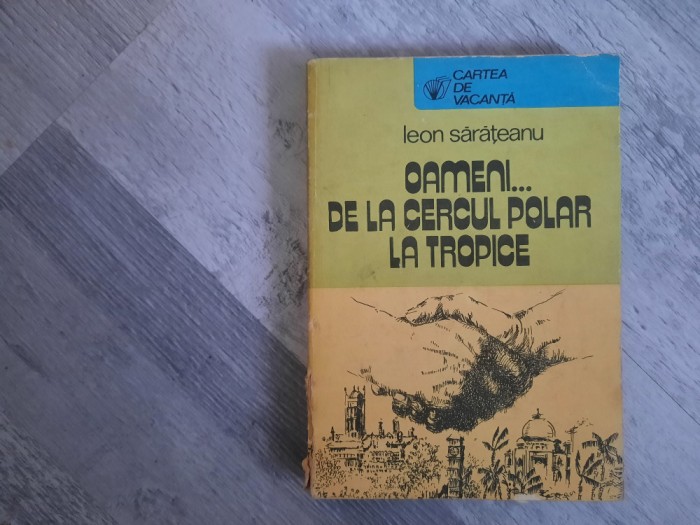 CARTEA
DE
VACANȚĂ
leon sărățeanu
OAMENI...
DE LA CERCUL POLAR
LA TROPICE